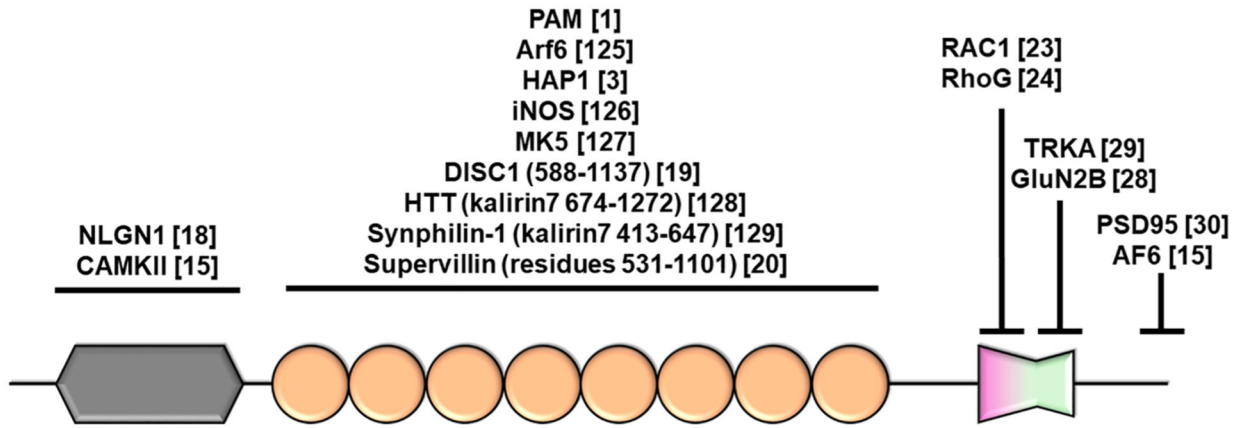 PAM [1]
Arf6 [125]
HAP1 [3]
iNOS [126]
MK5 [127]
DISC1 (588-1137) [19]
HTT (kalirin7 674-1272) [128]
Synphilin-1 (kalirin7 413-647) [129]
Supervillin (residues 531-1101) [20]
NLGN1 [18]
CAMKII [15]
RAC1 [23]
RhoG [24]
TRKA [29]
GluN2B [28]
PSD95 [30]
AF6 [15]